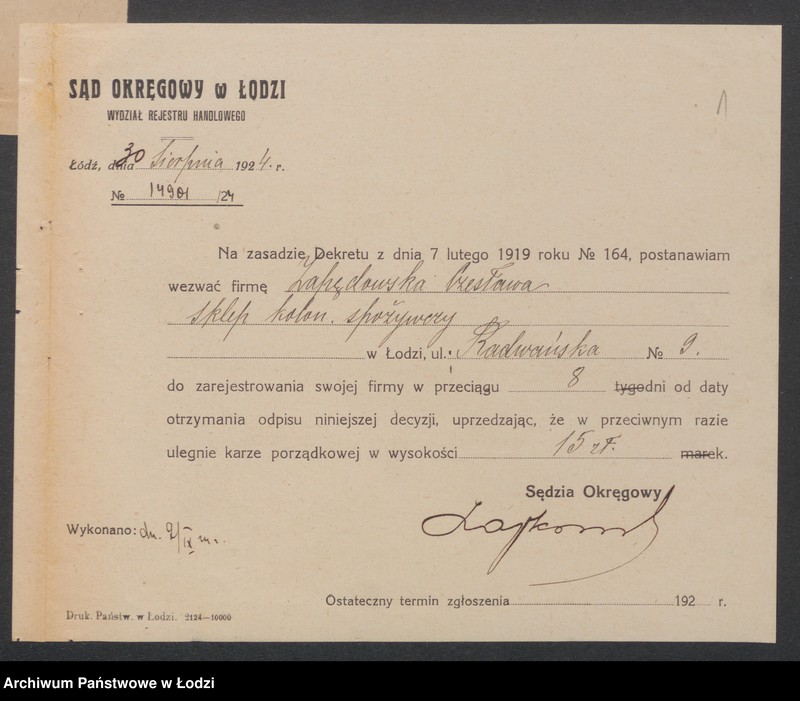 SĄD OKRĘGOWY w ŁODZI
WYDZIAŁ REJESTRU HANDLOWEGO
1
Łódź, dnia 30 Sierpnia 1924 r.
№ 14901/24
Na zasadzie Dekretu z dnia 7 lutego 1919 roku № 164, postanawiam
wezwać firmę Zapędowska Czesława
sklep kolon. spożywczy
w Łodzi, ul. Radwańska № 9.
do zarejestrowania swojej firmy w przeciągu 8 tygodni od daty
otrzymania odpisu niniejszej decyzji, uprzedzając, że w przeciwnym razie
ulegnie karze porządkowej w wysokości 15 zł. marek.
Sędzia Okręgowy
Wykonano: dn. 2/IX
Ostateczny termin zgłoszenia 192 r.
Druk. Państw. w Łodzi. 2124—10000
Archiwum Państwowe w Łodzi